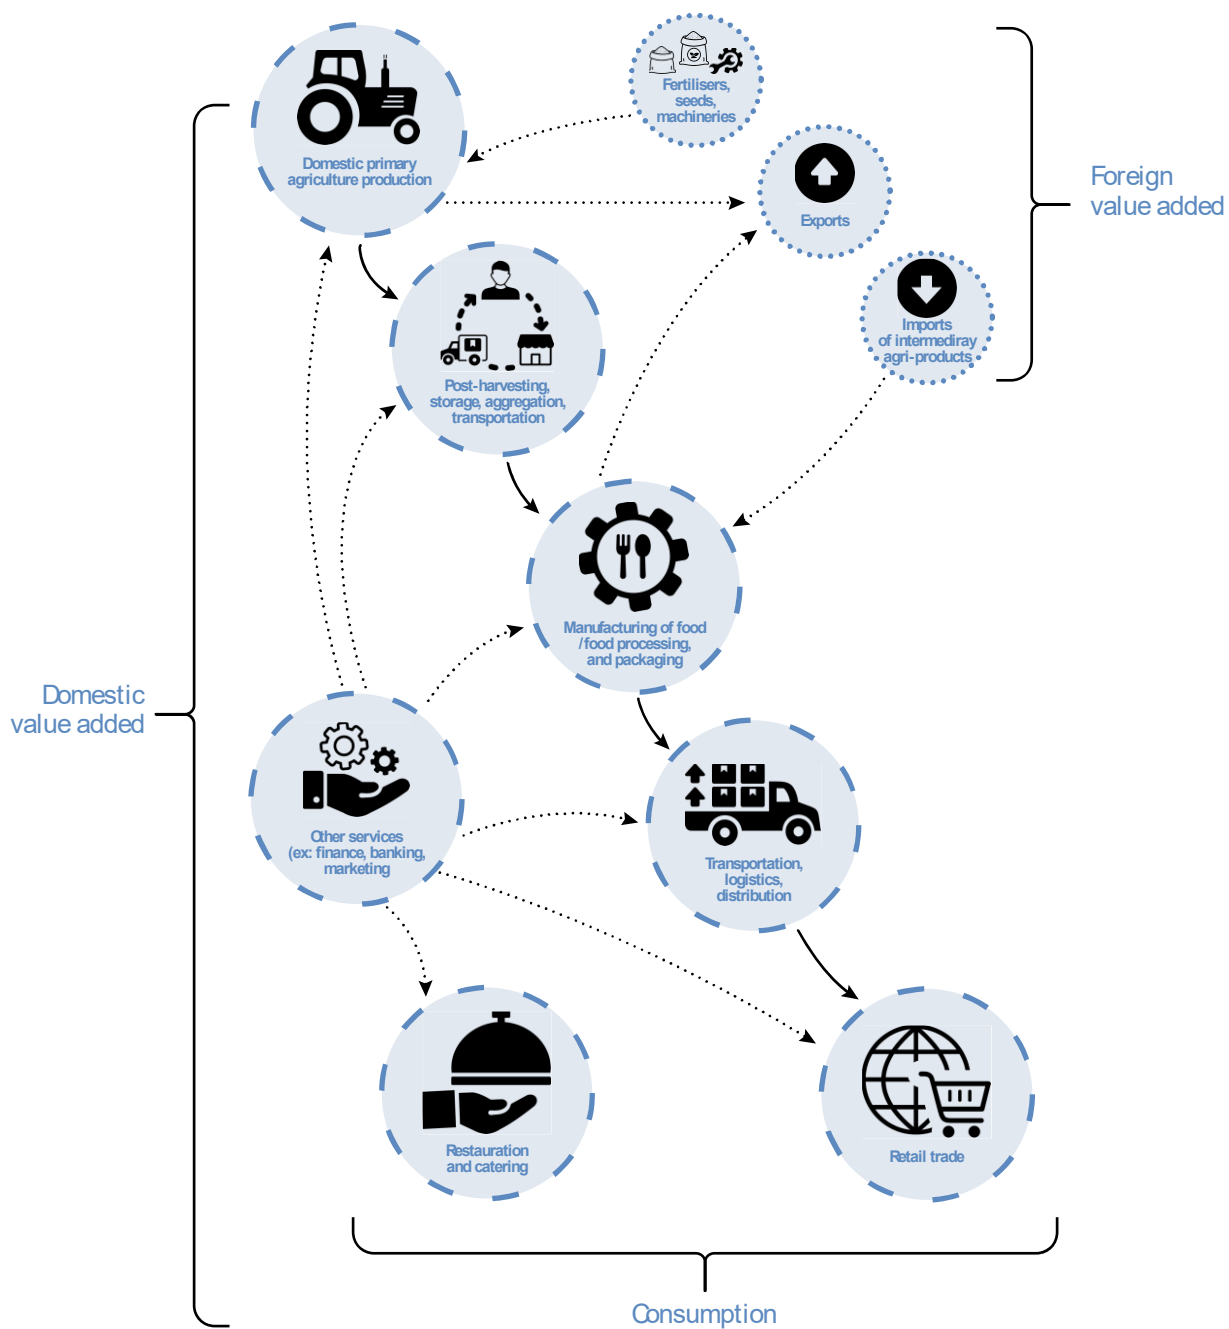 Fertilisers,
seeds,
machineries
Domestic primary
agriculture production
Foreign
value added
Exports
Imports
of intermediray
agri-products
Post-harvesting,
storage, aggregation,
transportation
Manufacturing of food
/food processing,
and packaging
Domestic
value added
Other services
(ex: finance, banking,
marketing
Transportation,
logistics,
distribution
Restauration
and catering
Retail trade
Consumption